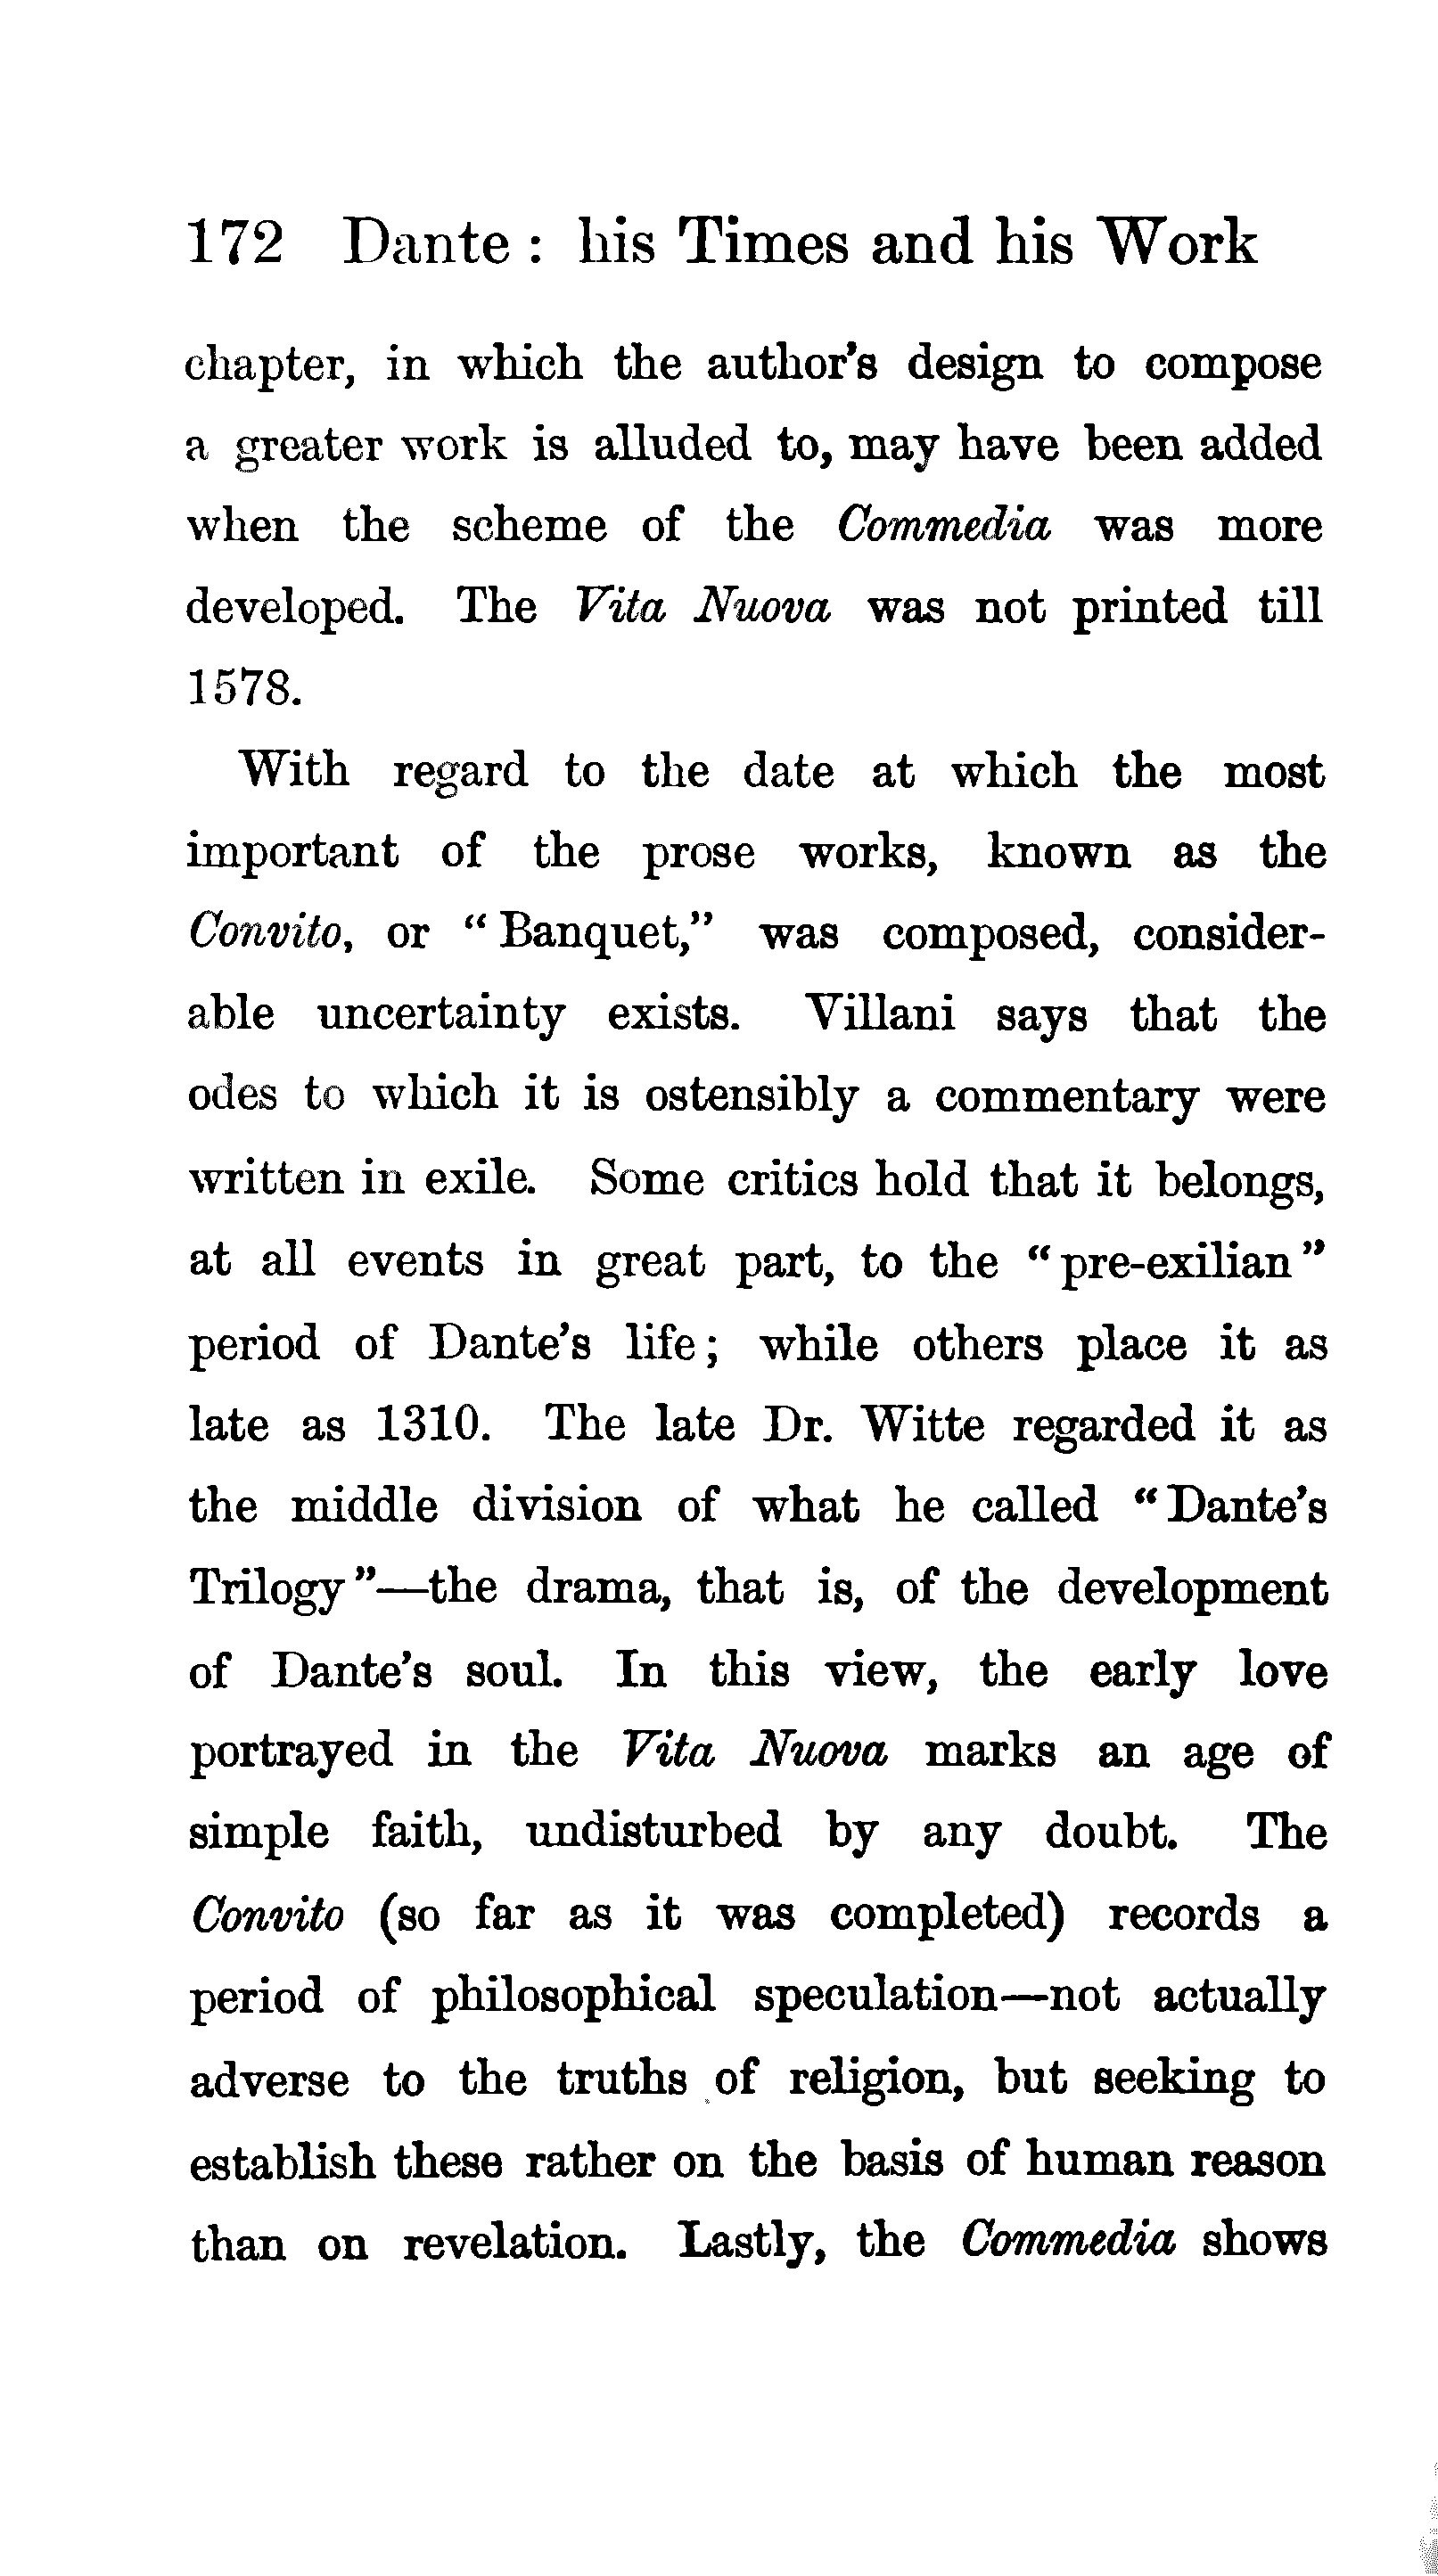 172 Dante : his Times and his Work
chapter, in which the author's design to compose
a greater work is alluded to, may have been added
when the scheme of the Commedia was more
developed. The Vita Nuova was not printed till
1578.
With regard to the date at which the most
important of the prose works, known as the
Convito, or “Banquet,” was composed, consider-
able uncertainty exists. Villani says that the
odes to which it is ostensibly a commentary were
written in exile. Some critics hold that it belongs,
at all events in great part, to the “pre-exilian”
period of Dante's life; while others place it as
late as 1310. The late Dr. Witte regarded it as
the middle division of what he called “Dante's
Trilogy”—the drama, that is, of the development
of Dante's soul. In this view, the early love
portrayed in the Vita Nuova marks an age of
simple faith, undisturbed by any doubt. The
Convito (so far as it was completed) records a
period of philosophical speculation—not actually
adverse to the truths of religion, but seeking to
establish these rather on the basis of human reason
than on revelation. Lastly, the Commedia shows